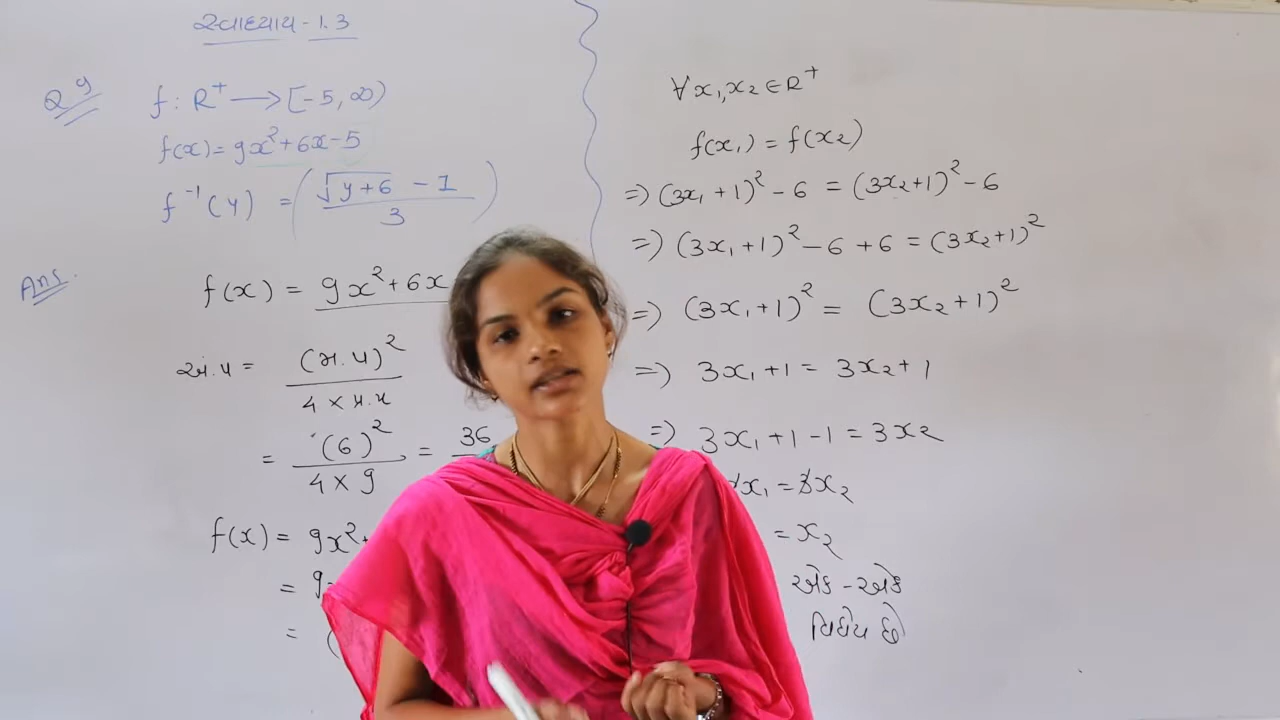 સ્વાધ્યાય - 1.3
Q 9
f : R⁺ ⟶ [-5, ∞)
f(x) = 9x² + 6x - 5
f⁻¹(y) = (√(y+6) - 1 / 3)
Ans.
f(x) = 9x² + 6x
અં.પ = (મ.પ)² / 4 × પ્ર.પ
= (6)² / 4 × 9 = 36
f(x) = 9x² +
= 9
= (
∀ x₁, x₂ ∈ R⁺
f(x₁) = f(x₂)
⇒ (3x₁ + 1)² - 6 = (3x₂ + 1)² - 6
⇒ (3x₁ + 1)² - 6 + 6 = (3x₂ + 1)²
⇒ (3x₁ + 1)² = (3x₂ + 1)²
⇒ 3x₁ + 1 = 3x₂ + 1
⇒ 3x₁ + 1 - 1 = 3x₂
x₁ = 3x₂
= x₂
એક - એક
વિધેય છે